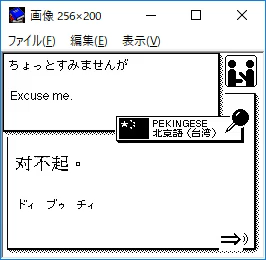 画像 256×200
ファイル(F) 編集(E) 表示(V)
ちょっとすみませんが
Excuse me.
PEKINGESE
北京語〈台湾〉
对不起。
ドィ ブゥ チィ